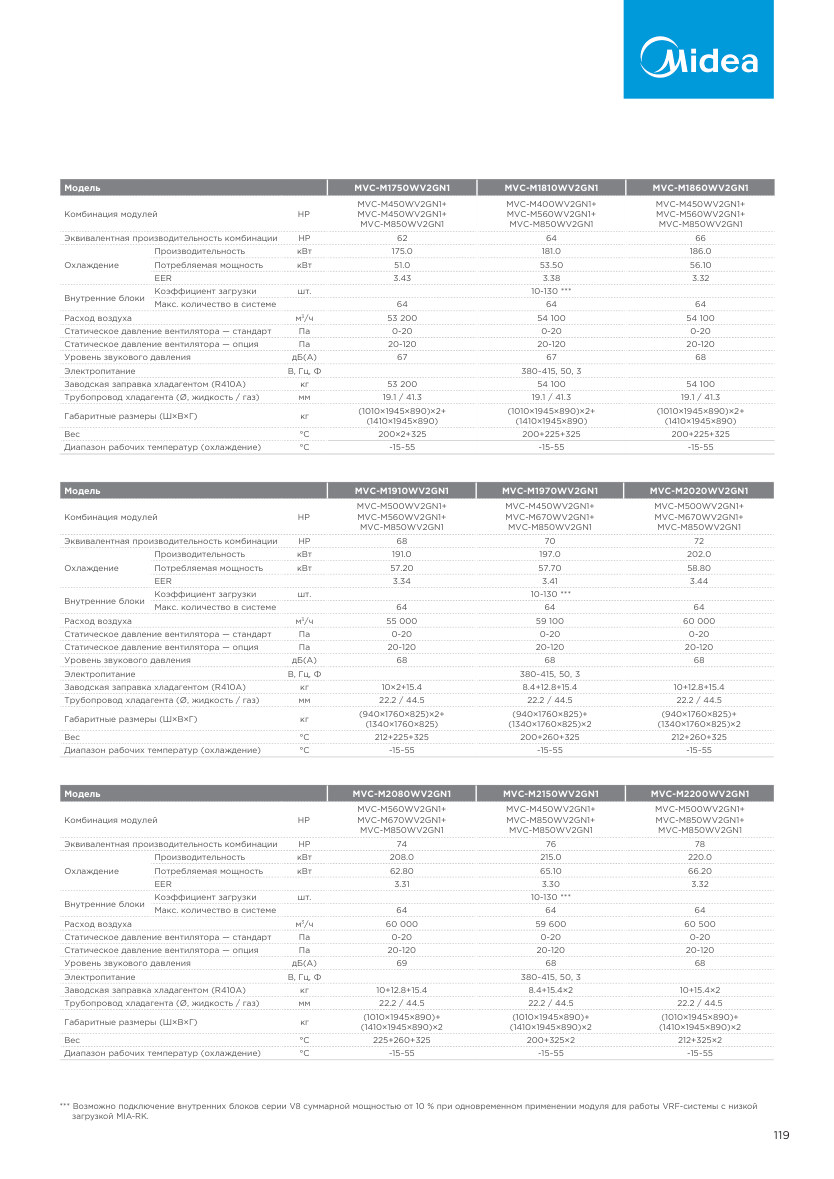 Midea
Модель MVC-M1750WV2GN1 MVC-M1810WV2GN1 MVC-M1860WV2GN1
Комбинация модулей HP MVC-M450WV2GN1+ MVC-M400WV2GN1+ MVC-M450WV2GN1+
MVC-M450WV2GN1+ MVC-M560WV2GN1+ MVC-M560WV2GN1+
MVC-M850WV2GN1 MVC-M850WV2GN1 MVC-M850WV2GN1
Эквивалентная производительность комбинации HP 62 64 66
Охлаждение Производительность кВт 175.0 181.0 186.0
Потребляемая мощность кВт 51.0 53.50 56.10
EER 3.43 3.38 3.32
Внутренние блоки Коэффициент загрузки шт. 10-130 ***
Макс. количество в системе 64 64 64
Расход воздуха м³/ч 53 200 54 100 54 100
Статическое давление вентилятора — стандарт Па 0-20 0-20 0-20
Статическое давление вентилятора — опция Па 20-120 20-120 20-120
Уровень звукового давления дБ(А) 67 67 68
Электропитание В, Гц, Ф 380–415, 50, 3
Заводская заправка хладагентом (R410A) кг 53 200 54 100 54 100
Трубопровод хладагента (Ø, жидкость / газ) мм 19.1 / 41.3 19.1 / 41.3 19.1 / 41.3
Габаритные размеры (Ш×В×Г) кг (1010×1945×890)×2+ (1010×1945×890)×2+ (1010×1945×890)×2+
(1410×1945×890) (1410×1945×890) (1410×1945×890)
Вес °C 200×2+325 200+225+325 200+225+325
Диапазон рабочих температур (охлаждение) °C -15-55 -15-55 -15-55
Модель MVC-M1910WV2GN1 MVC-M1970WV2GN1 MVC-M2020WV2GN1
Комбинация модулей HP MVC-M500WV2GN1+ MVC-M450WV2GN1+ MVC-M500WV2GN1+
MVC-M560WV2GN1+ MVC-M670WV2GN1+ MVC-M670WV2GN1+
MVC-M850WV2GN1 MVC-M850WV2GN1 MVC-M850WV2GN1
Эквивалентная производительность комбинации HP 68 70 72
Охлаждение Производительность кВт 191.0 197.0 202.0
Потребляемая мощность кВт 57.20 57.70 58.80
EER 3.34 3.41 3.44
Внутренние блоки Коэффициент загрузки шт. 10-130 ***
Макс. количество в системе 64 64 64
Расход воздуха м³/ч 55 000 59 100 60 000
Статическое давление вентилятора — стандарт Па 0-20 0-20 0-20
Статическое давление вентилятора — опция Па 20-120 20-120 20-120
Уровень звукового давления дБ(А) 68 68 68
Электропитание В, Гц, Ф 380–415, 50, 3
Заводская заправка хладагентом (R410A) кг 10×2+15.4 8.4+12.8+15.4 10+12.8+15.4
Трубопровод хладагента (Ø, жидкость / газ) мм 22.2 / 44.5 22.2 / 44.5 22.2 / 44.5
Габаритные размеры (Ш×В×Г) кг (940×1760×825)×2+ (940×1760×825)+ (940×1760×825)+
(1340×1760×825) (1340×1760×825)×2 (1340×1760×825)×2
Вес °C 212+225+325 200+260+325 212+260+325
Диапазон рабочих температур (охлаждение) °C -15-55 -15-55 -15-55
Модель MVC-M2080WV2GN1 MVC-M2150WV2GN1 MVC-M2200WV2GN1
Комбинация модулей HP MVC-M560WV2GN1+ MVC-M450WV2GN1+ MVC-M500WV2GN1+
MVC-M670WV2GN1+ MVC-M850WV2GN1+ MVC-M850WV2GN1+
MVC-M850WV2GN1 MVC-M850WV2GN1 MVC-M850WV2GN1
Эквивалентная производительность комбинации HP 74 76 78
Охлаждение Производительность кВт 208.0 215.0 220.0
Потребляемая мощность кВт 62.80 65.10 66.20
EER 3.31 3.30 3.32
Внутренние блоки Коэффициент загрузки шт. 10-130 ***
Макс. количество в системе 64 64 64
Расход воздуха м³/ч 60 000 59 600 60 500
Статическое давление вентилятора — стандарт Па 0-20 0-20 0-20
Статическое давление вентилятора — опция Па 20-120 20-120 20-120
Уровень звукового давления дБ(А) 69 68 68
Электропитание В, Гц, Ф 380–415, 50, 3
Заводская заправка хладагентом (R410A) кг 10+12.8+15.4 8.4+15.4×2 10+15.4×2
Трубопровод хладагента (Ø, жидкость / газ) мм 22.2 / 44.5 22.2 / 44.5 22.2 / 44.5
Габаритные размеры (Ш×В×Г) кг (1010×1945×890)+ (1010×1945×890)+ (1010×1945×890)+
(1410×1945×890)×2 (1410×1945×890)×2 (1410×1945×890)×2
Вес °C 225+260+325 200+325×2 212+325×2
Диапазон рабочих температур (охлаждение) °C -15-55 -15-55 -15-55
*** Возможно подключение внутренних блоков серии V8 суммарной мощностью от 10 % при одновременном применении модуля для работы VRF-системы с низкой
загрузкой MIA-RK.
119